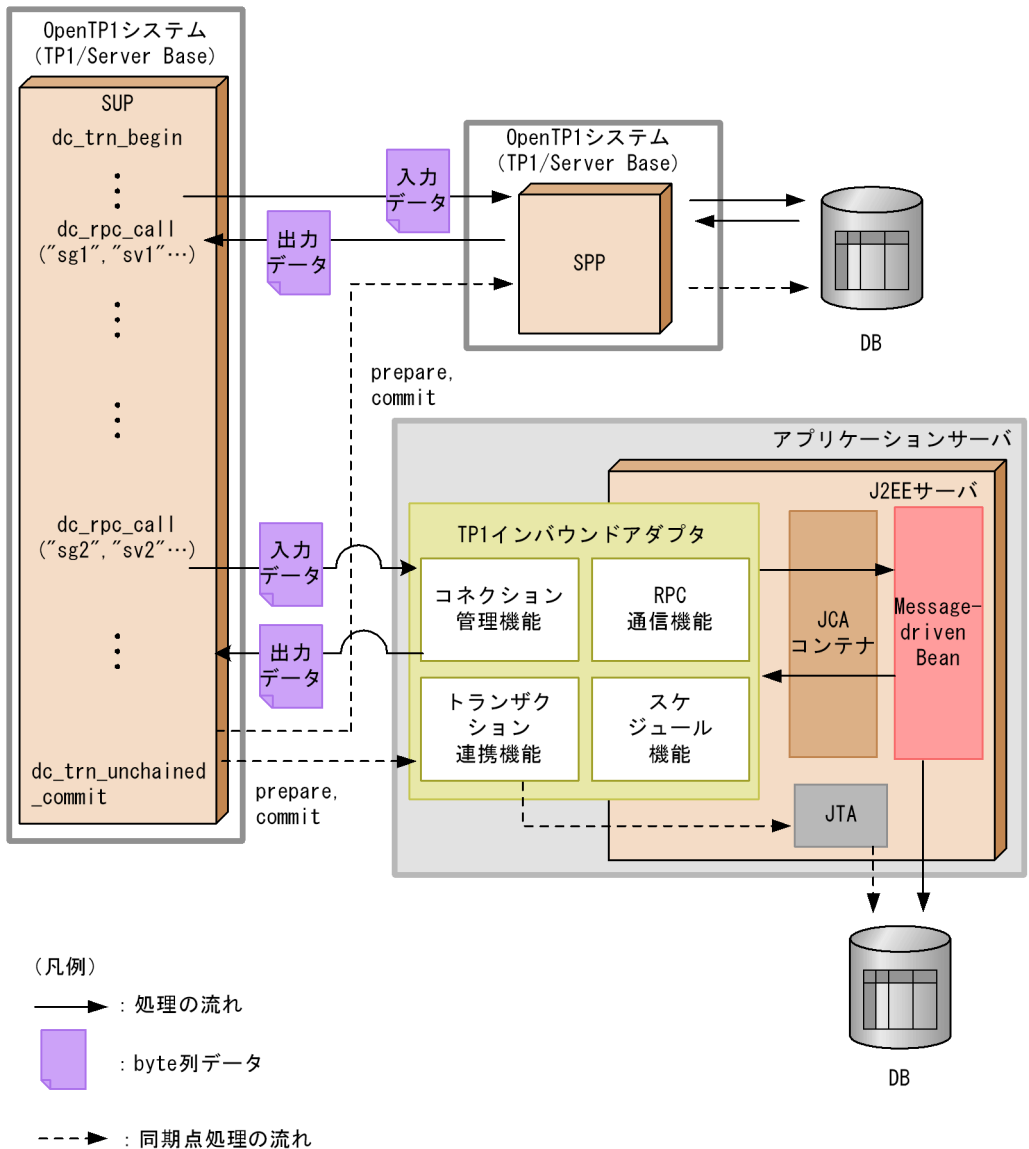 OpenTP1システム
(TP1/Server Base)
SUP
dc_trn_begin
dc_rpc_call
("sg1","sv1"…)
dc_rpc_call
("sg2","sv2"…)
dc_trn_unchained
_commit
入力
データ
出力
データ
OpenTP1システム
(TP1/Server Base)
SPP
DB
prepare,
commit
アプリケーションサーバ
J2EEサーバ
TP1インバウンドアダプタ
入力
データ
出力
データ
コネクション
管理機能
RPC
通信機能
トランザク
ション
連携機能
スケ
ジュール
機能
JCA
コンテナ
Message-
driven
Bean
prepare,
commit
JTA
DB
(凡例)
：処理の流れ
：byte列データ
：同期点処理の流れ